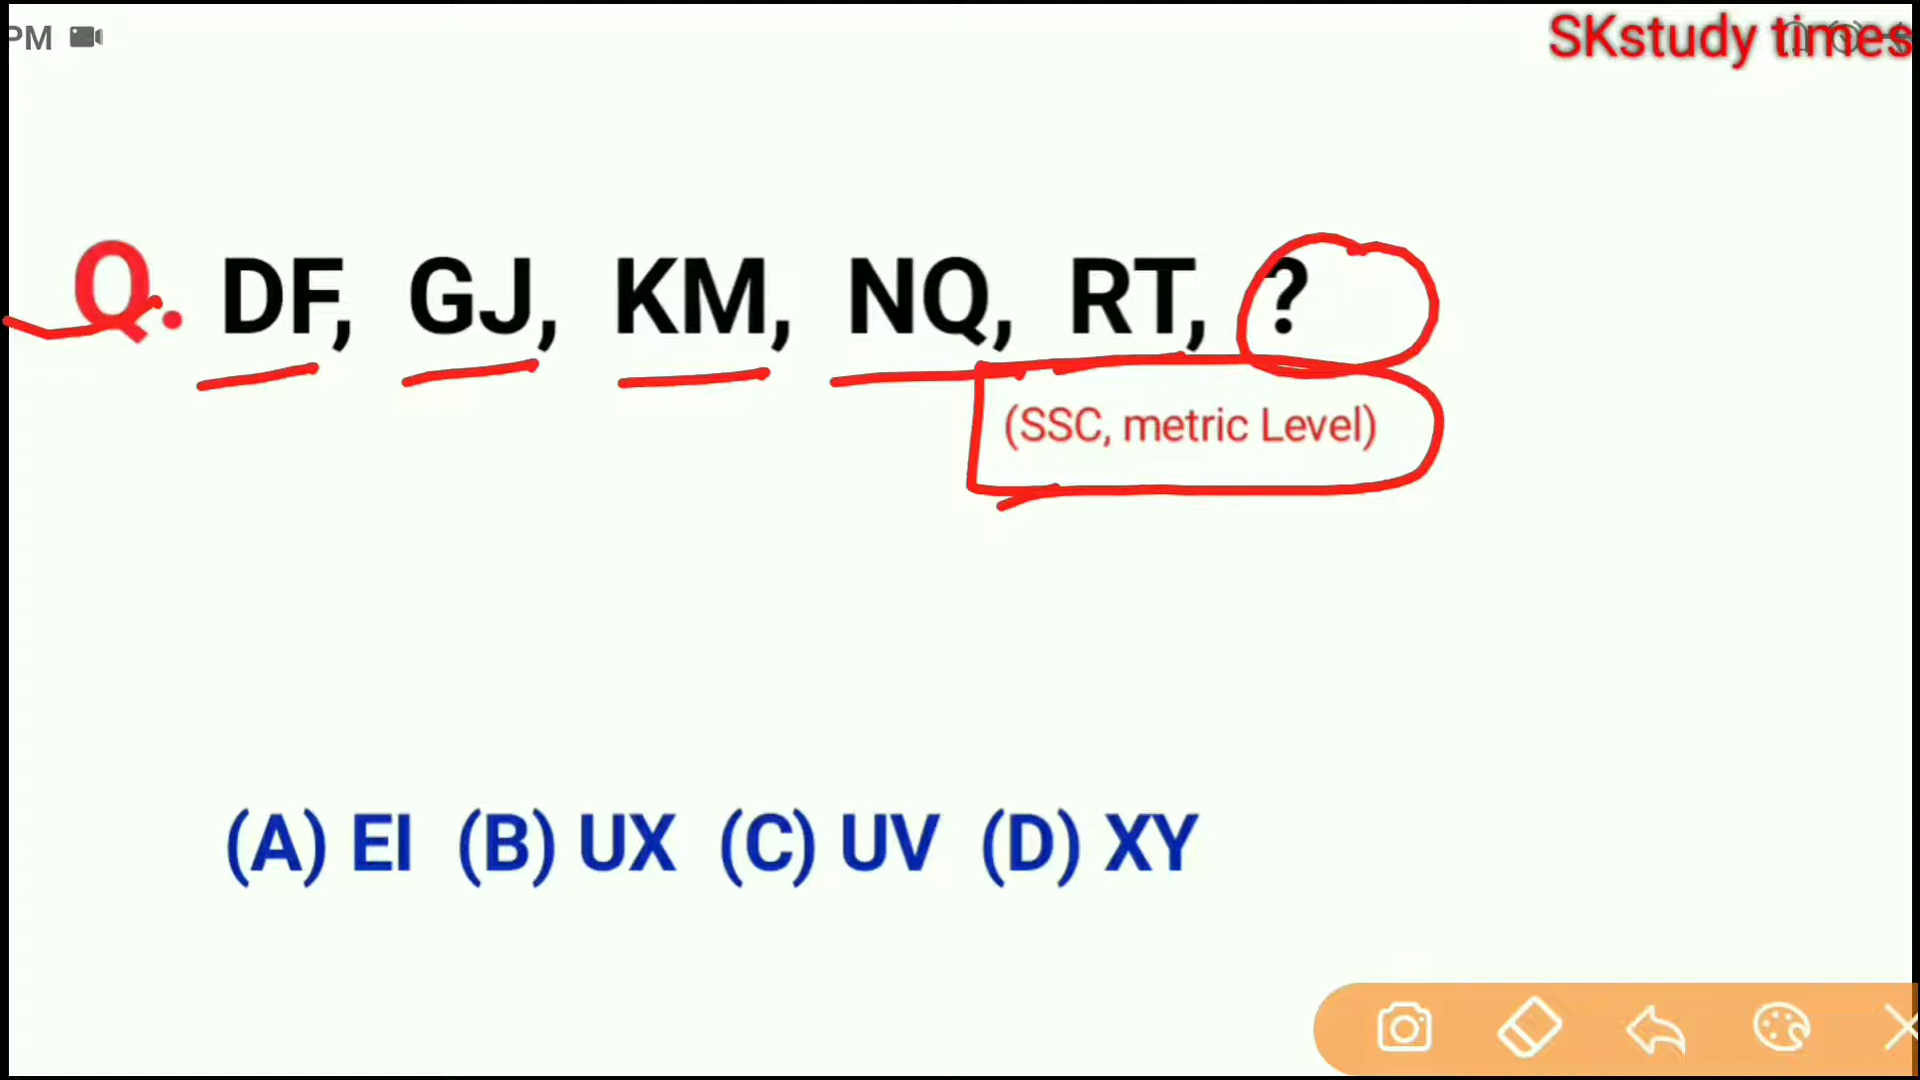 PM
SKstudy times
Q. DF, GJ, KM, NQ, RT, ?
(SSC, metric Level)
(A) EI (B) UX (C) UV (D) XY